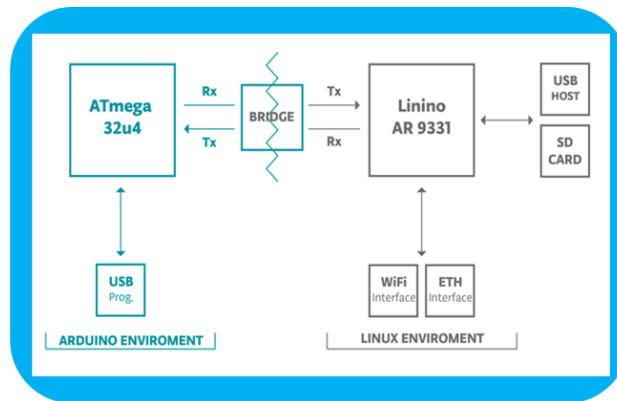 ATmega
32u4
Rx
Tx
BRIDGE
Tx
Rx
Linino
AR 9331
USB
HOST
SD
CARD
USB
Prog.
WiFi
Interface
ETH
Interface
ARDUINO ENVIROMENT
LINUX ENVIROMENT